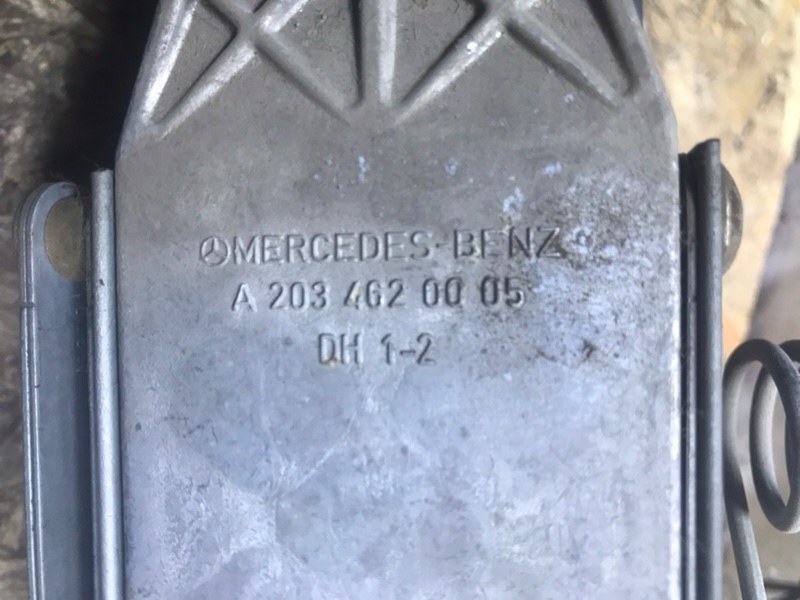 MERCEDES-BENZ
A 203 462 00 05
DH 1-2